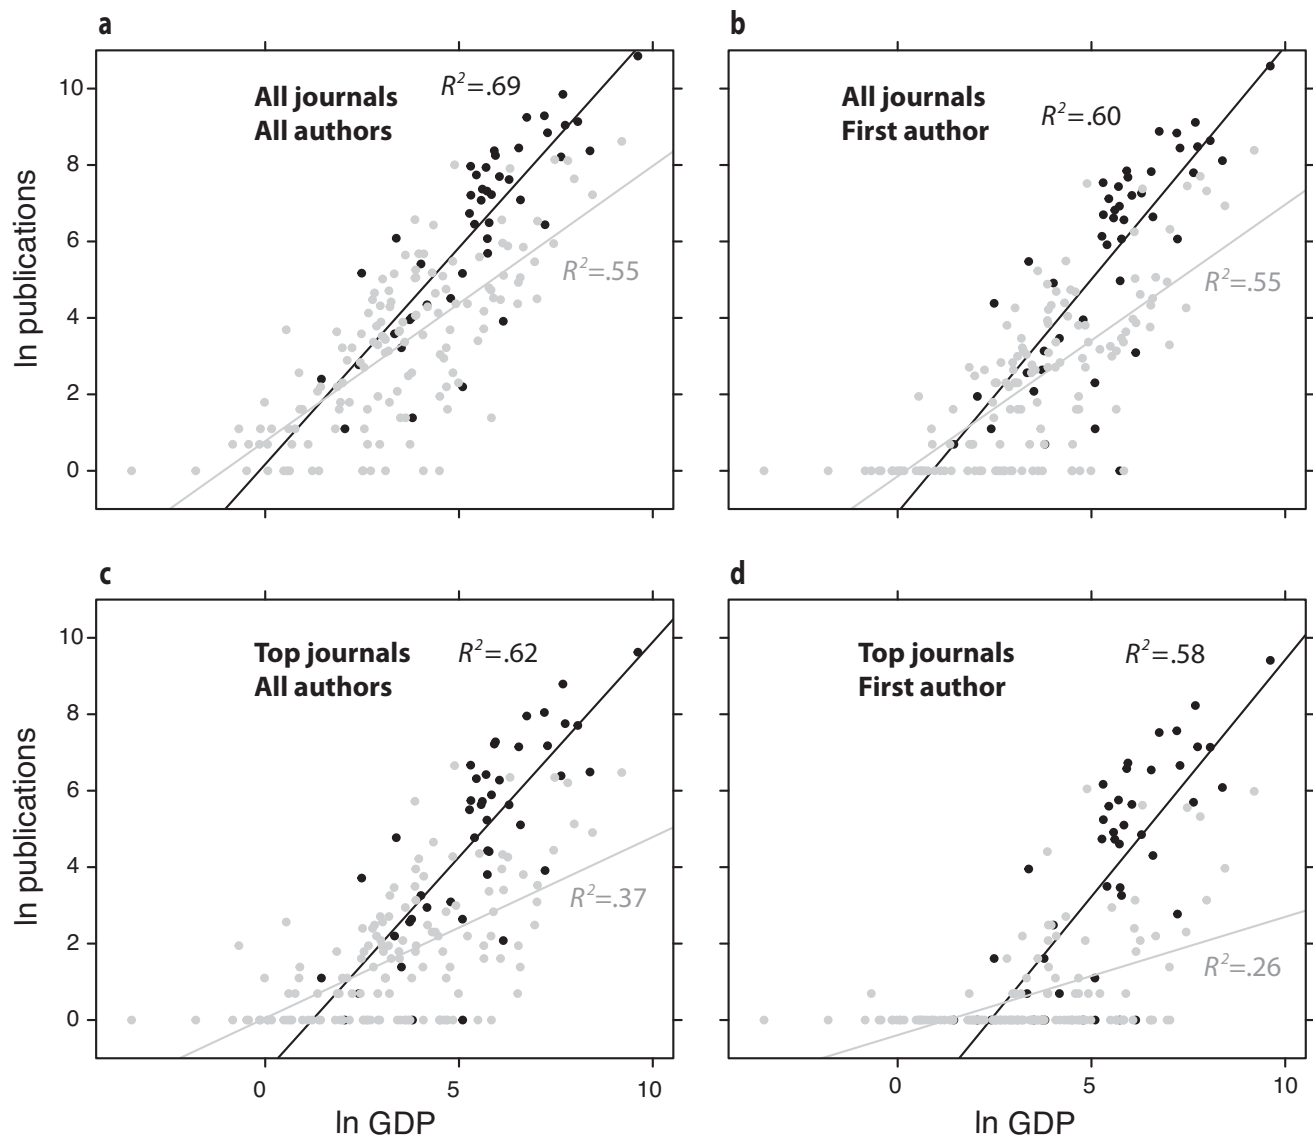 a
b
All journals
All authors
R²=.69
R²=.55
All journals
First author
R²=.60
R²=.55
10
8
6
4
2
0
ln publications
c
d
Top journals
All authors
R²=.62
R²=.37
Top journals
First author
R²=.58
R²=.26
10
8
6
4
2
0
ln publications
0 5 10
0 5 10
ln GDP
ln GDP